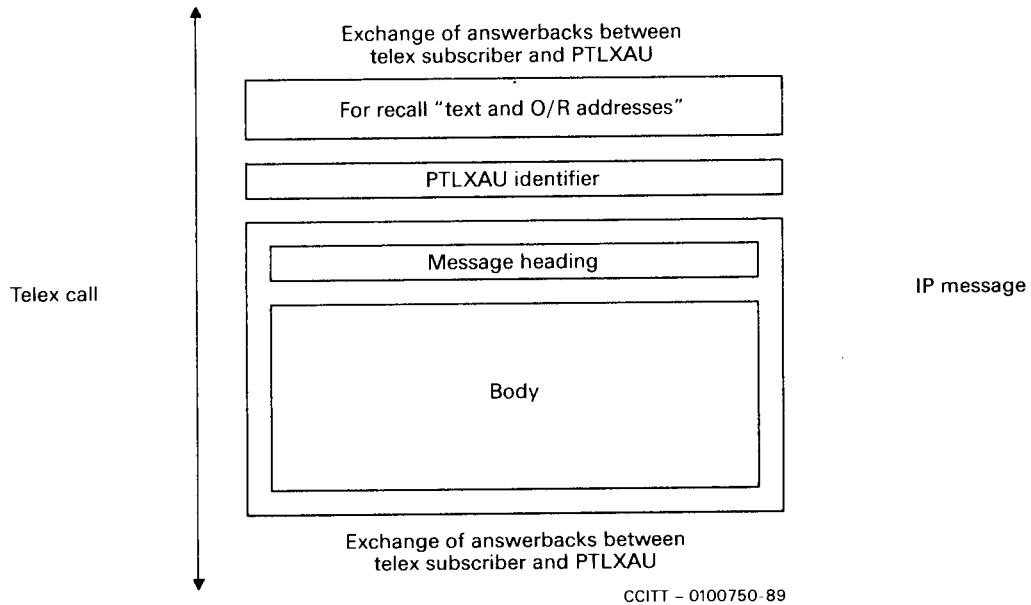 Exchange of answerbacks between
telex subscriber and PTLXAU
For recall "text and O/R addresses"
PTLXAU identifier
Message heading
Telex call
IP message
Body
Exchange of answerbacks between
telex subscriber and PTLXAU
CCITT – 0100750-89